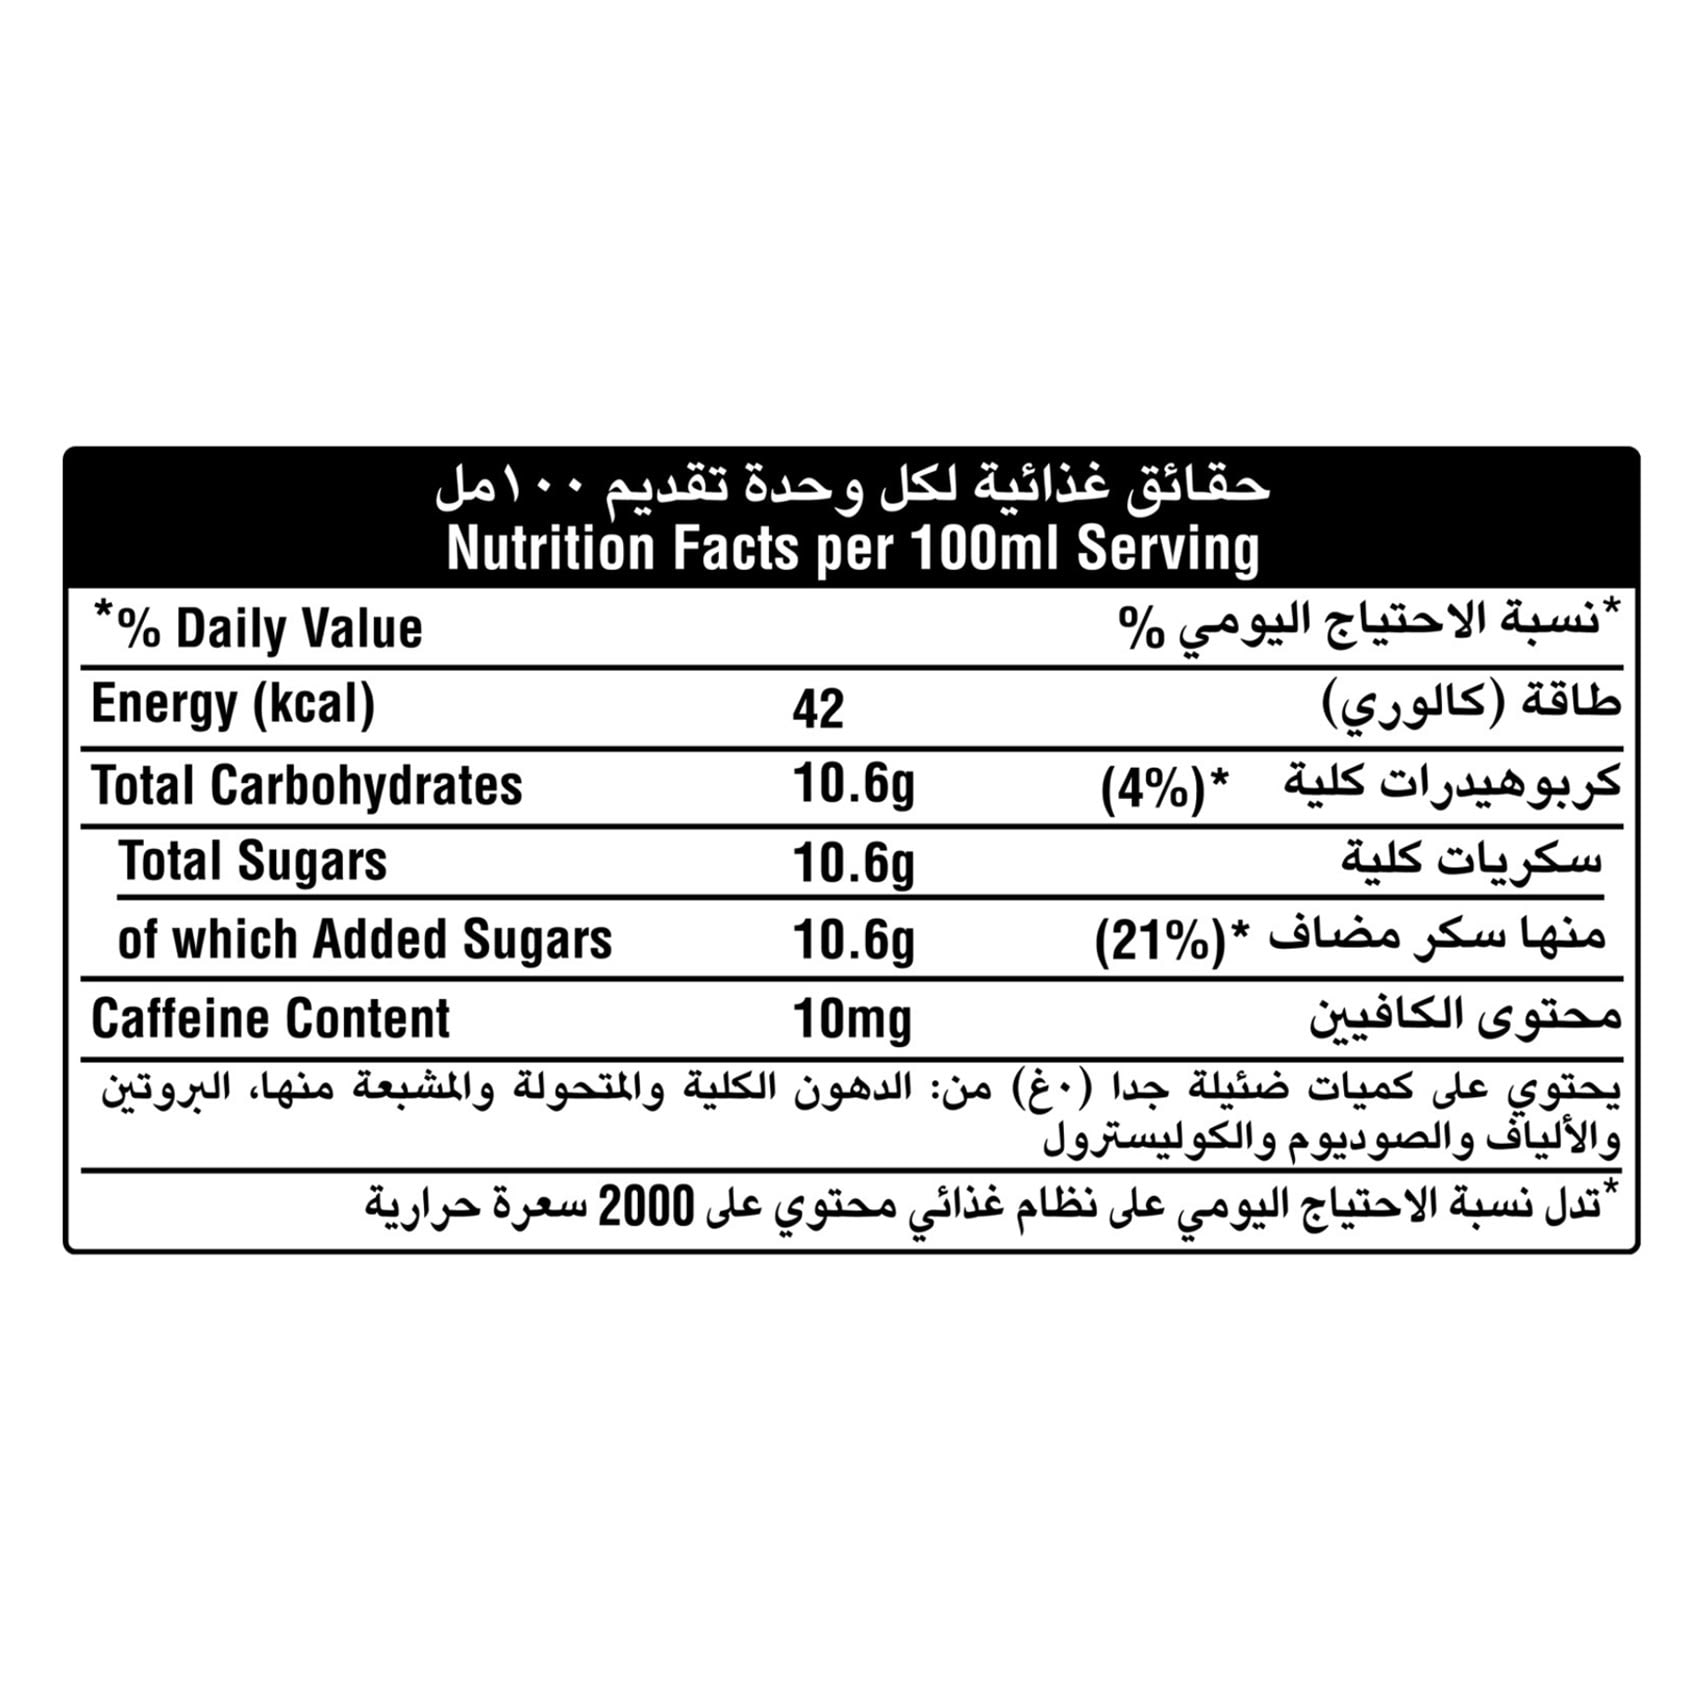 حقائق غذائية لكل وحدة تقديم ١٠٠مل
Nutrition Facts per 100ml Serving
*% Daily Value *نسبة الاحتياج اليومي %
Energy (kcal) 42 طاقة (كالوري)
Total Carbohydrates 10.6g (4%)* كربوهيدرات كلية
Total Sugars 10.6g سكريات كلية
of which Added Sugars 10.6g (21%)* منها سكر مضاف
Caffeine Content 10mg محتوى الكافيين
يحتوي على كميات ضئيلة جدا (٠غ) من: الدهون الكلية والمتحولة والمشبعة منها، البروتين
والألياف والصوديوم والكوليسترول
*تدل نسبة الاحتياج اليومي على نظام غذائي محتوي على 2000 سعرة حرارية